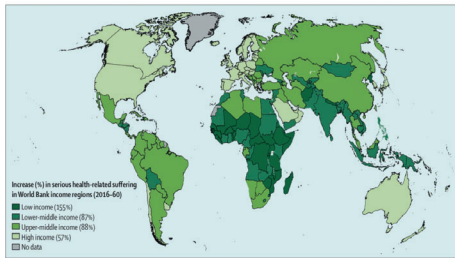 Increase (%) in serious health-related suffering
in World Bank income regions (2016–60)
Low income (155%)
Lower-middle income (87%)
Upper-middle income (88%)
High income (57%)
No data